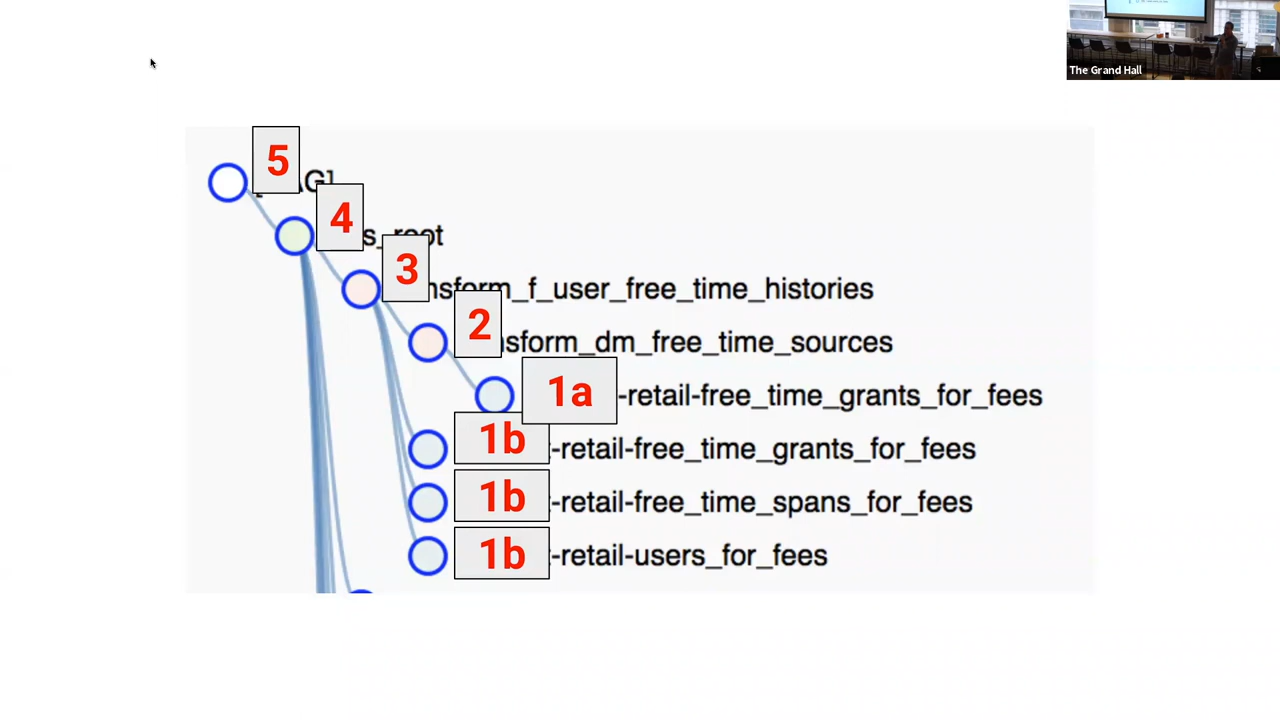 The Grand Hall
5
G]
4
s_root
3
nsform_f_user_free_time_histories
2
nsform_dm_free_time_sources
1a -retail-free_time_grants_for_fees
1b -retail-free_time_grants_for_fees
1b -retail-free_time_spans_for_fees
1b -retail-users_for_fees